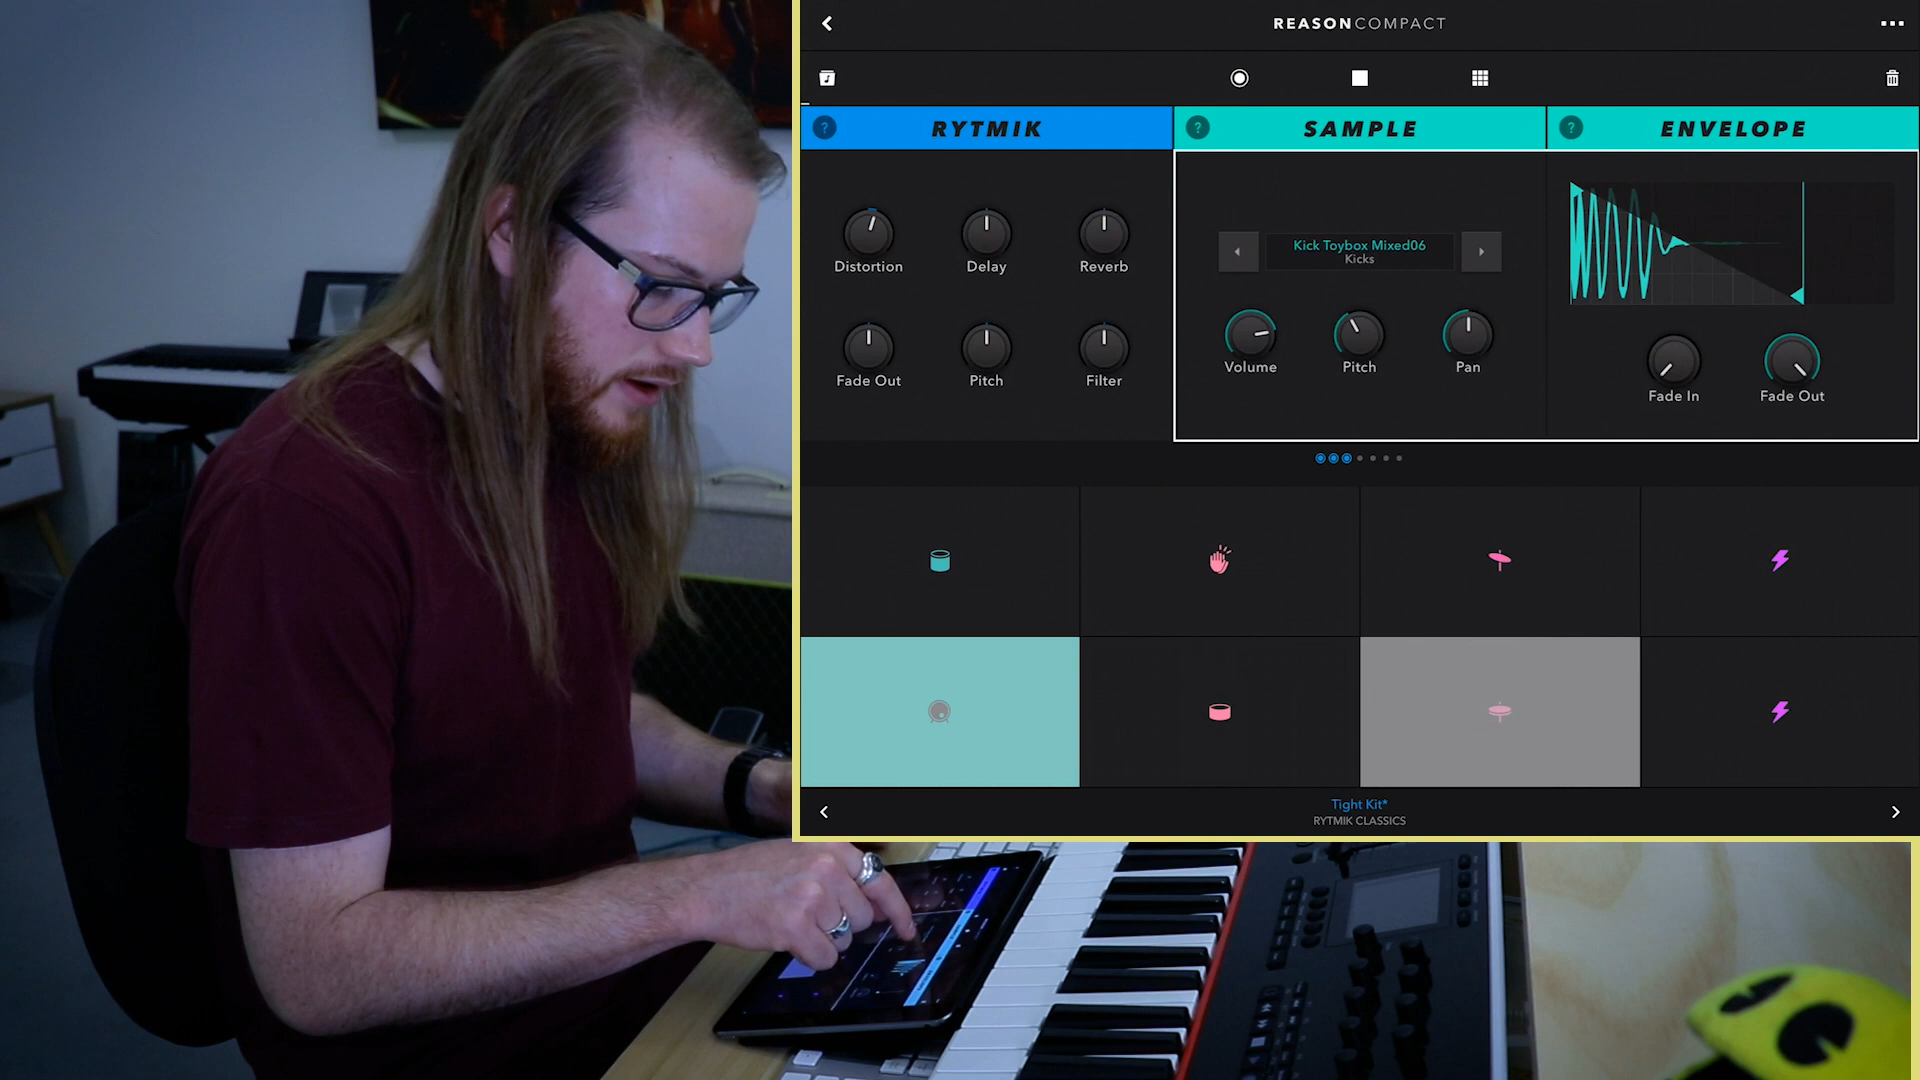 REASONCOMPACT
? RYTMIK
? SAMPLE
? ENVELOPE
Distortion
Delay
Reverb
Fade Out
Pitch
Filter
Kick Toybox Mixed06
Kicks
Volume
Pitch
Pan
Fade In
Fade Out
Tight Kit*
RYTMIK CLASSICS